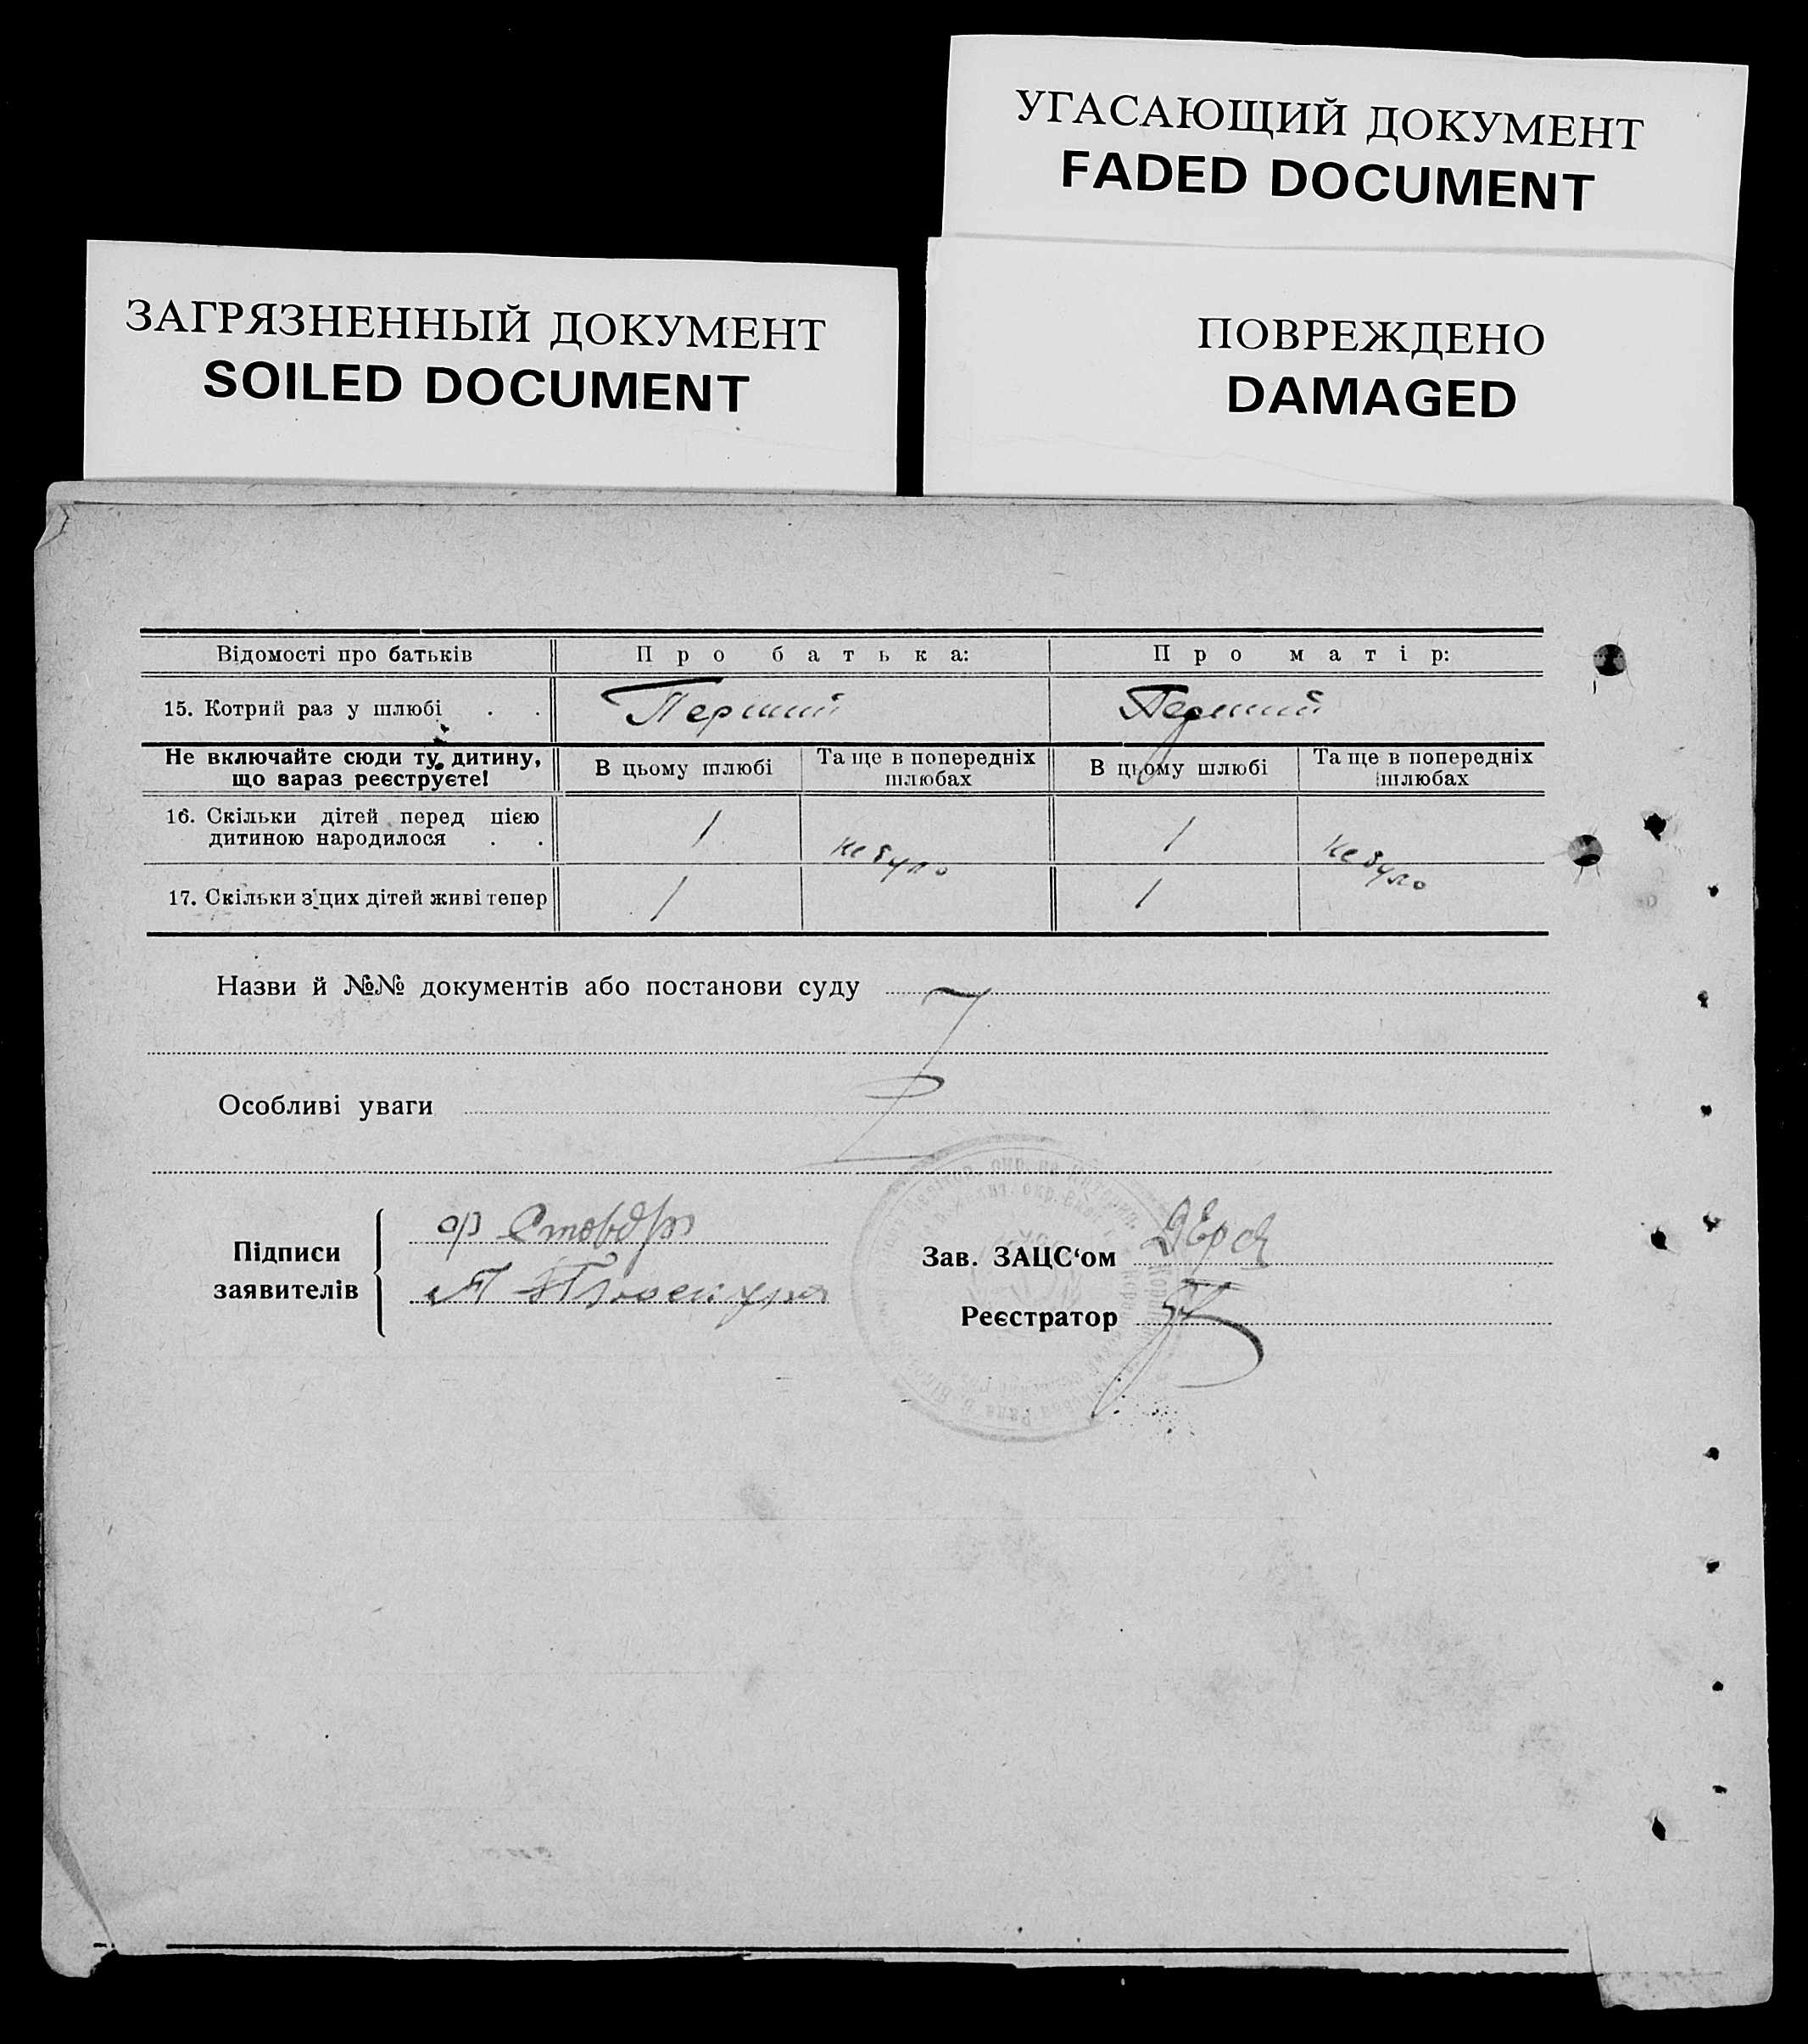 УГАСАЮЩИЙ ДОКУМЕНТ
FADED DOCUMENT
ЗАГРЯЗНЕННЫЙ ДОКУМЕНТ
SOILED DOCUMENT
ПОВРЕЖДЕНО
DAMAGED
Відомості про батьків Про батька: Про матір:
15. Котрий раз у шлюбі . . Перший Перший
Не включайте сюди ту дитину, що зараз реєструєте! В цьому шлюбі Та ще в попередніх шлюбах В цьому шлюбі Та ще в попередніх шлюбах
16. Скільки дітей перед цією
дитиною народилося . . 1 не було 1 не було
17. Скільки з цих дітей живі тепер 1 1
Назви й №№ документів або постанови суду
Особливі уваги
Підписи
заявителів
Зав. ЗАЦС‘ом
Реєстратор